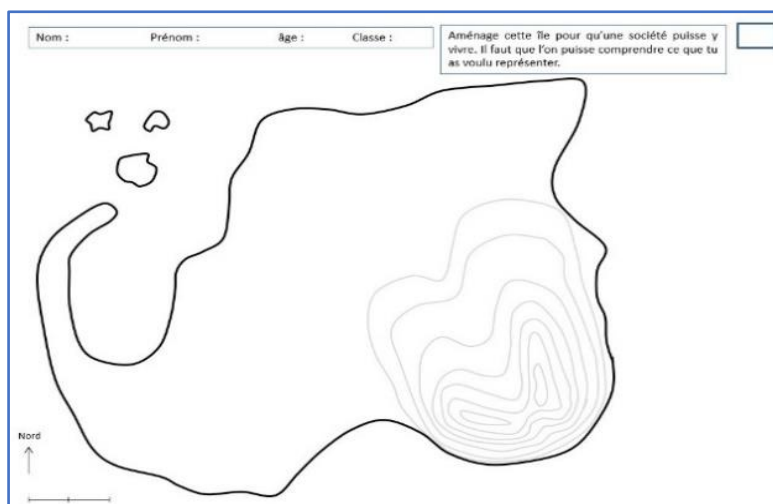 Nom : Prénom : âge : Classe :
Aménage cette île pour qu'une société puisse y
vivre. Il faut que l'on puisse comprendre ce que tu
as voulu représenter.
Nord